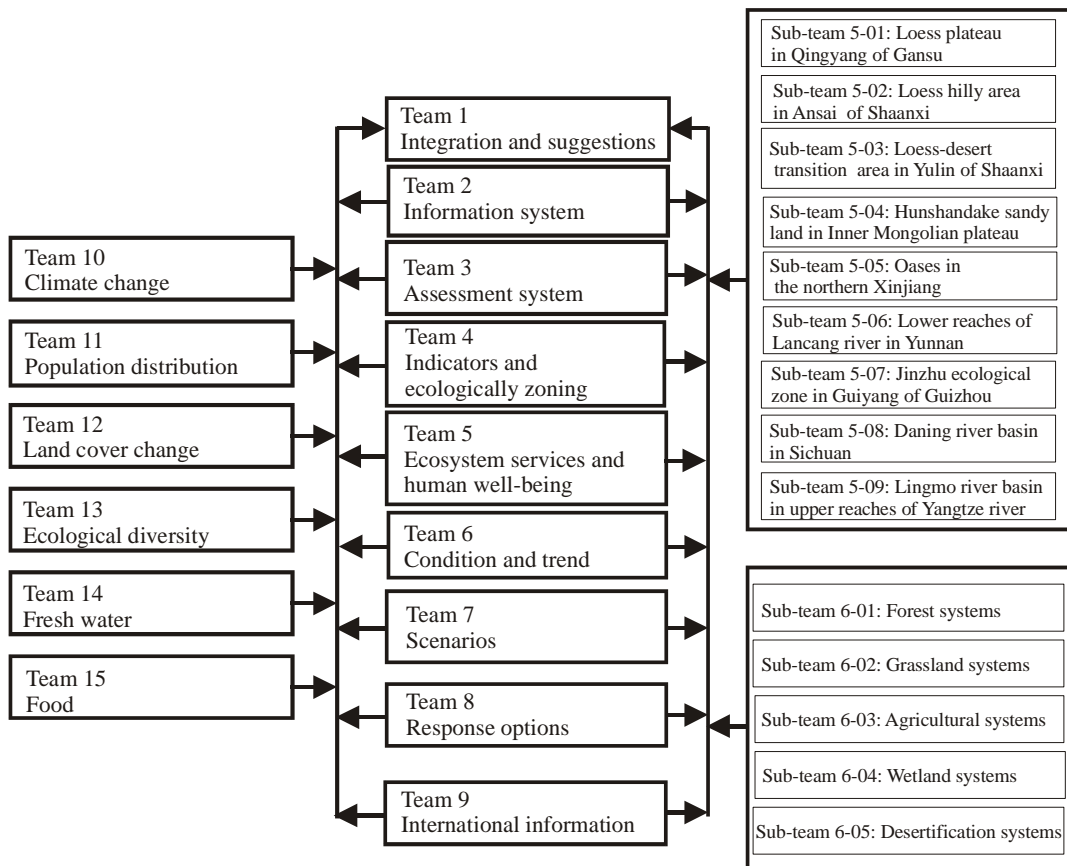 Team 10
Climate change
Team 11
Population distribution
Team 12
Land cover change
Team 13
Ecological diversity
Team 14
Fresh water
Team 15
Food
Team 1
Integration and suggestions
Team 2
Information system
Team 3
Assessment system
Team 4
Indicators and
ecologically zoning
Team 5
Ecosystem services and
human well-being
Team 6
Condition and trend
Team 7
Scenarios
Team 8
Response options
Team 9
International information
Sub-team 5-01: Loess plateau
in Qingyang of Gansu
Sub-team 5-02: Loess hilly area
in Ansai of Shaanxi
Sub-team 5-03: Loess-desert
transition area in Yulin of Shaanxi
Sub-team 5-04: Hunshandake sandy
land in Inner Mongolian plateau
Sub-team 5-05: Oases in
the northern Xinjiang
Sub-team 5-06: Lower reaches of
Lancang river in Yunnan
Sub-team 5-07: Jinzhu ecological
zone in Guiyang of Guizhou
Sub-team 5-08: Daning river basin
in Sichuan
Sub-team 5-09: Lingmo river basin
in upper reaches of Yangtze river
Sub-team 6-01: Forest systems
Sub-team 6-02: Grassland systems
Sub-team 6-03: Agricultural systems
Sub-team 6-04: Wetland systems
Sub-team 6-05: Desertification systems